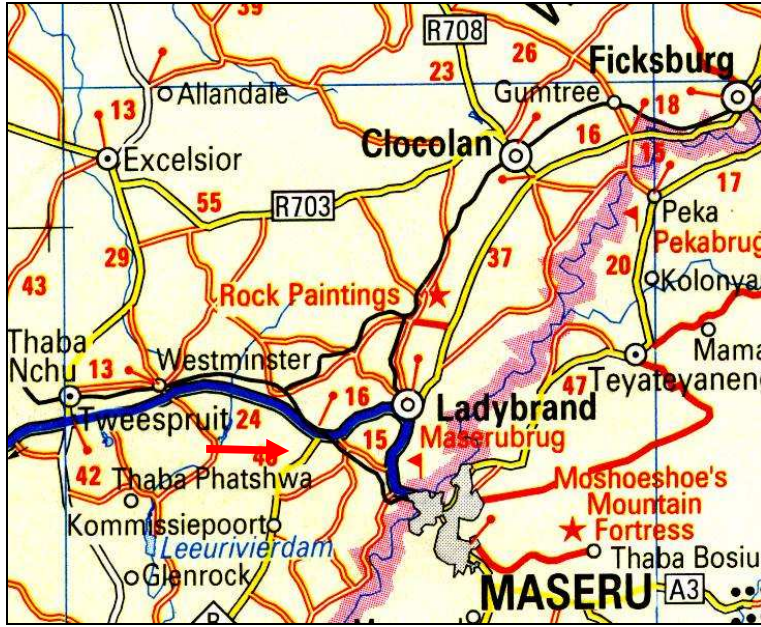 39
R708
26
Ficksburg
23
Gumtree
18
Allandale
13
16
Clocolan
15
Excelsior
17
55
R703
Peka
Pekabrug
29
37
20
43
Rock Paintings
Kolonya
Thaba
Nchu
Westminster
Mama
13
Teyateyanen
47
16
Tweespruit
24
Ladybrand
15
Maserubrug
42
Thaba Phatshwa
Moshoeshoe's
Mountain
Fortress
Kommissiepoort
Leeurivierdam
Thaba Bosiu
Glenrock
MASERU
A3